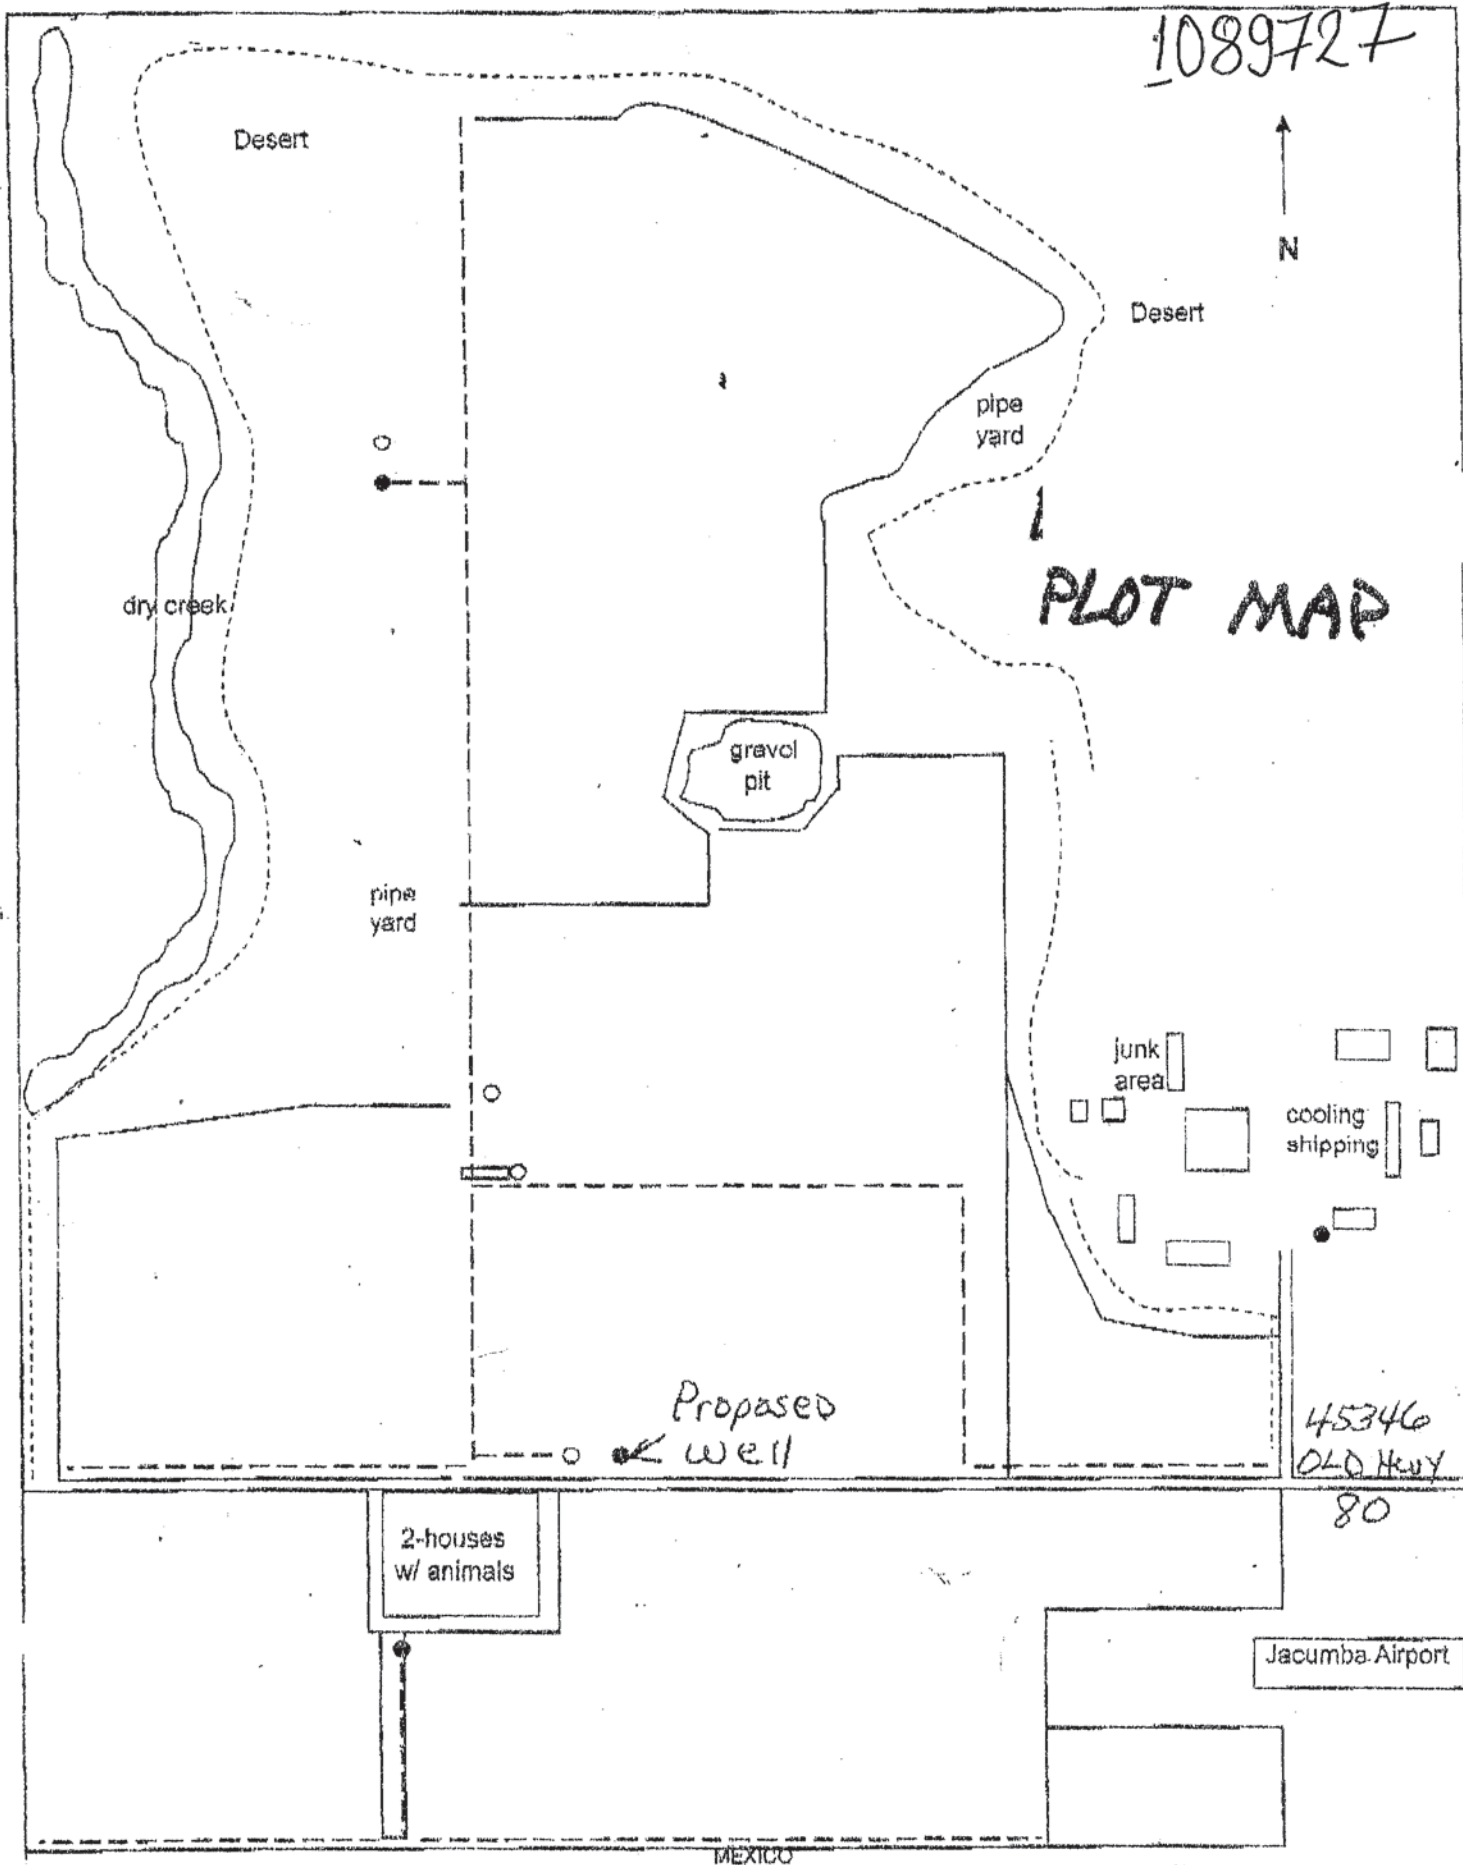 1089727
Desert
N
Desert
pipe
yard
PLOT MAP
dry creek
gravol
pit
pipe
yard
junk
area
cooling
shipping
Proposed
well
45346
OLD Hwy
80
2-houses
w/ animals
Jacumba Airport
MEXICO